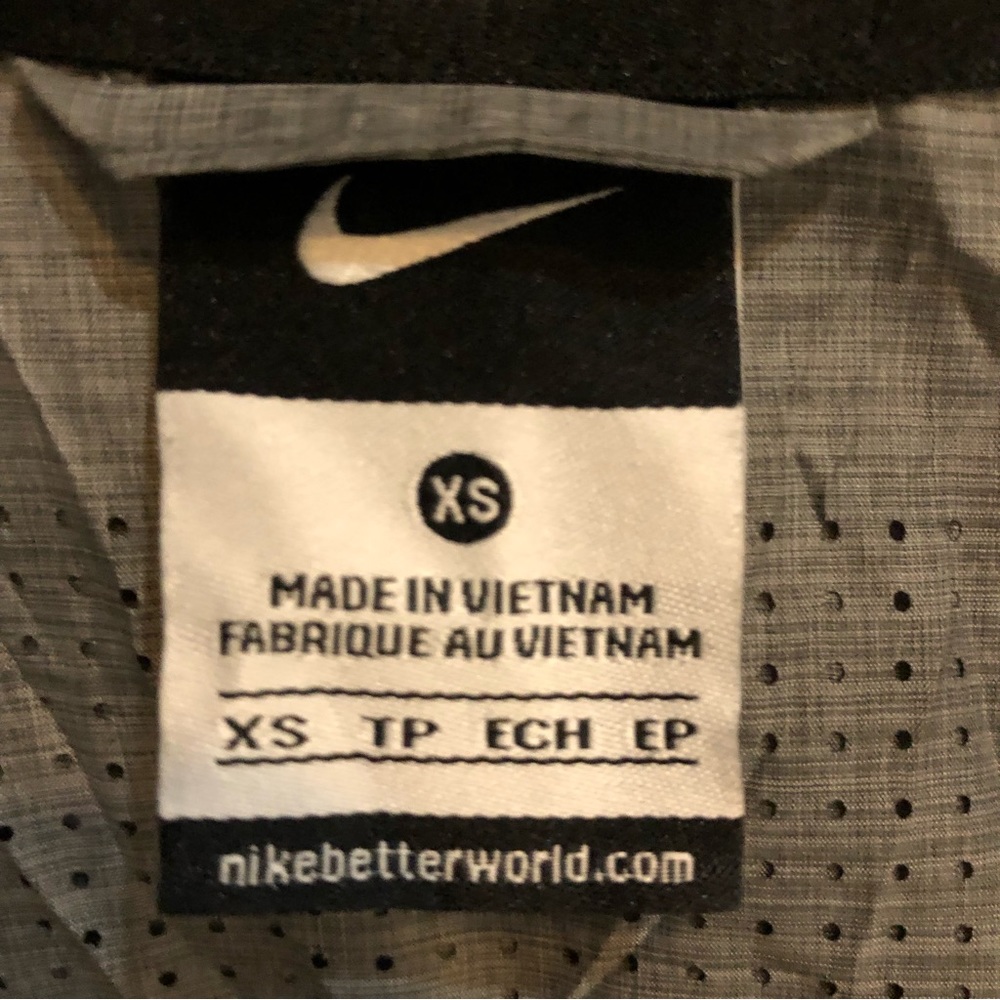 XS
MADE IN VIETNAM
FABRIQUE AU VIETNAM
XS TP ECH EP
nikebetterworld.com